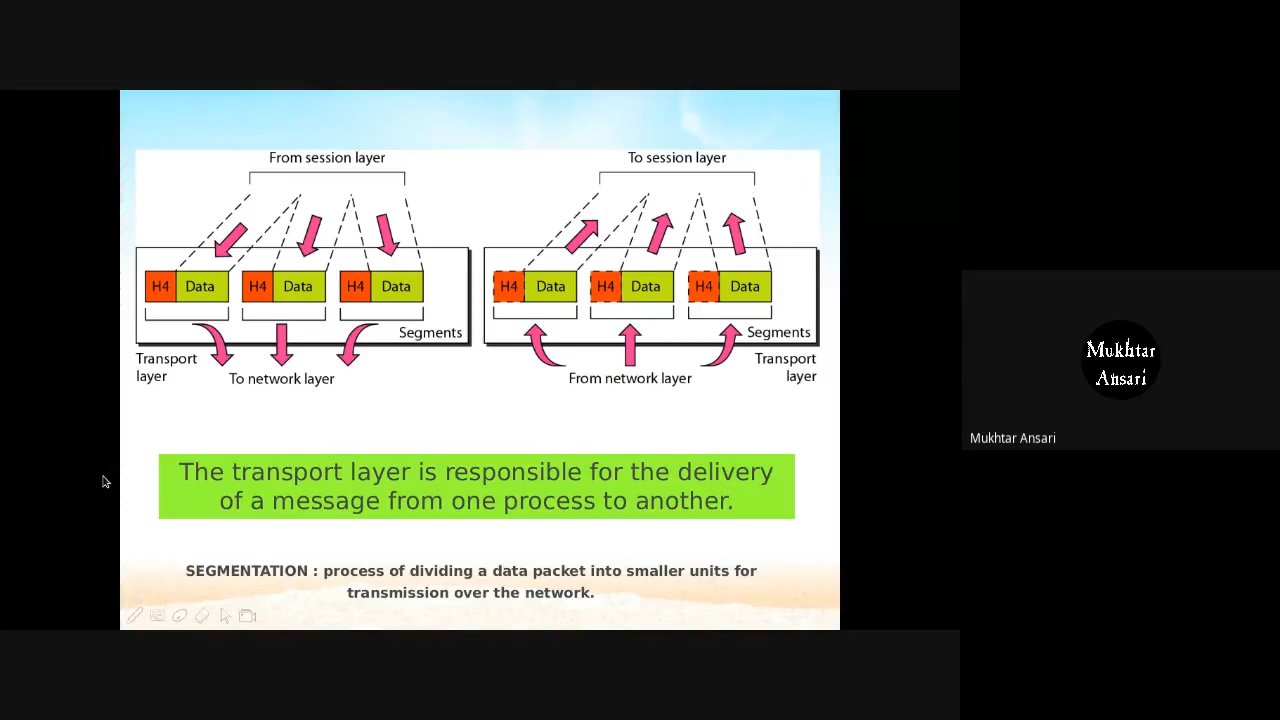 From session layer
To session layer
H4 Data H4 Data H4 Data
H4 Data H4 Data H4 Data
Segments
Segments
Transport
layer
To network layer
From network layer
Transport
layer
The transport layer is responsible for the delivery
of a message from one process to another.
SEGMENTATION : process of dividing a data packet into smaller units for
transmission over the network.
Mukhtar
Ansari
Mukhtar Ansari